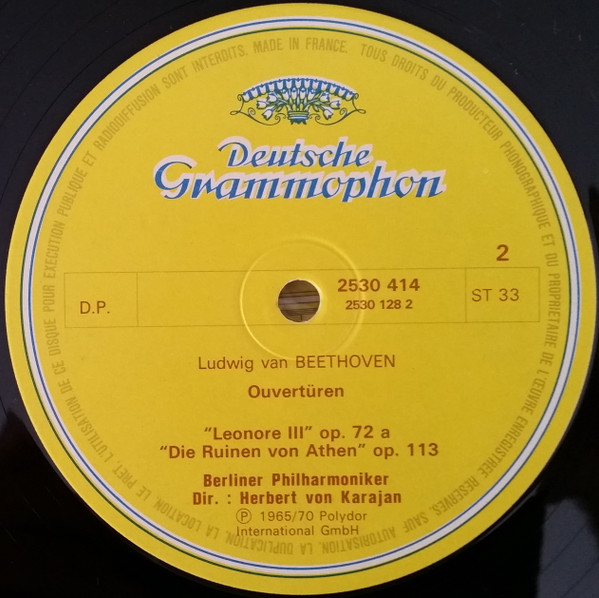 TOUS DROITS DU PRODUCTEUR PHONOGRAPHIQUE ET DU PROPRIETAIRE DE L'ŒUVRE ENREGISTREE RESERVES. SAUF AUTORISATION, LA DUPLICATION, LA LOCATION, LE PRET, L'UTILISATION DE CE DISQUE POUR EXECUTION PUBLIQUE ET RADIODIFFUSION SONT INTERDITS. MADE IN FRANCE.
Deutsche
Grammophon
2
D.P.
2530 414
2530 128 2
ST 33
Ludwig van BEETHOVEN
Ouvertüren
“Leonore III” op. 72 a
“Die Ruinen von Athen” op. 113
Berliner Philharmoniker
Dir. : Herbert von Karajan
Ⓟ 1965/70 Polydor
International GmbH